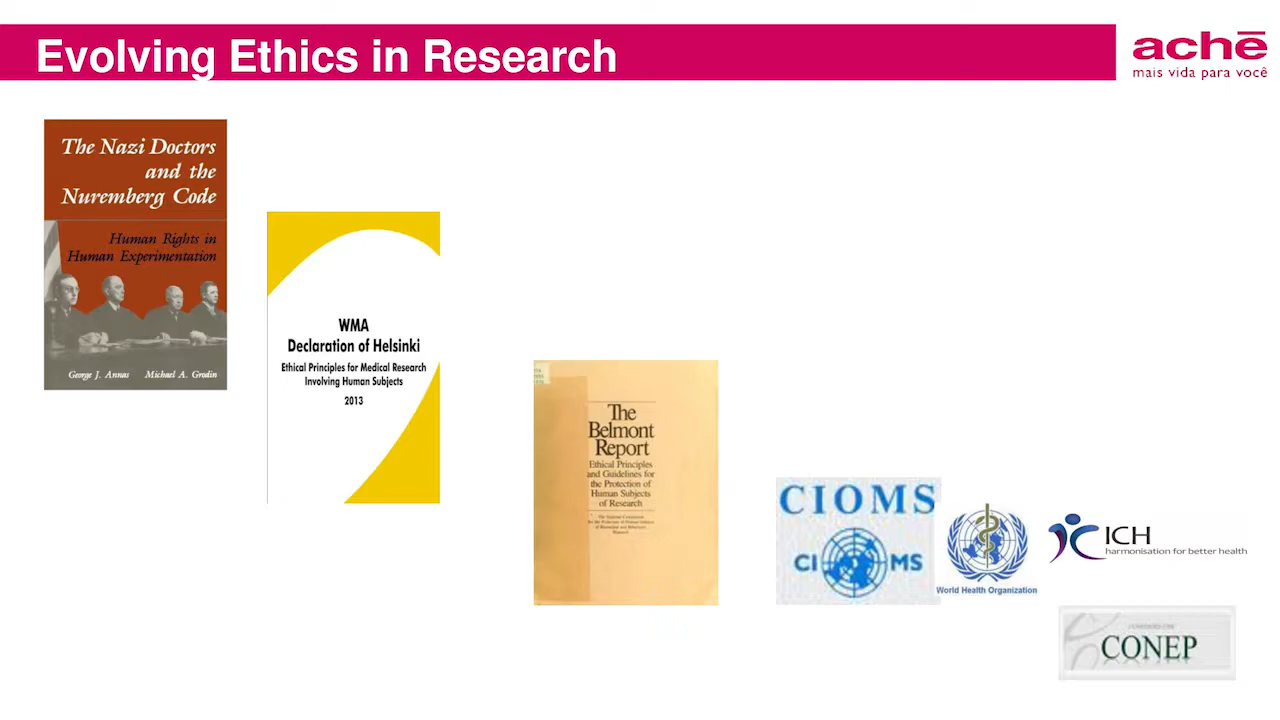 Evolving Ethics in Research
achē
mais vida para você
The Nazi Doctors
and the
Nuremberg Code
Human Rights in
Human Experimentation
George J. Annas Michael A. Grodin
WMA
Declaration of Helsinki
Ethical Principles for Medical Research
Involving Human Subjects
2013
The
Belmont
Report
Ethical Principles
and Guidelines for
the Protection of
Human Subjects
of Research
CIOMS
CI MS
World Health Organization
ICH
harmonisation for better health
CONEP